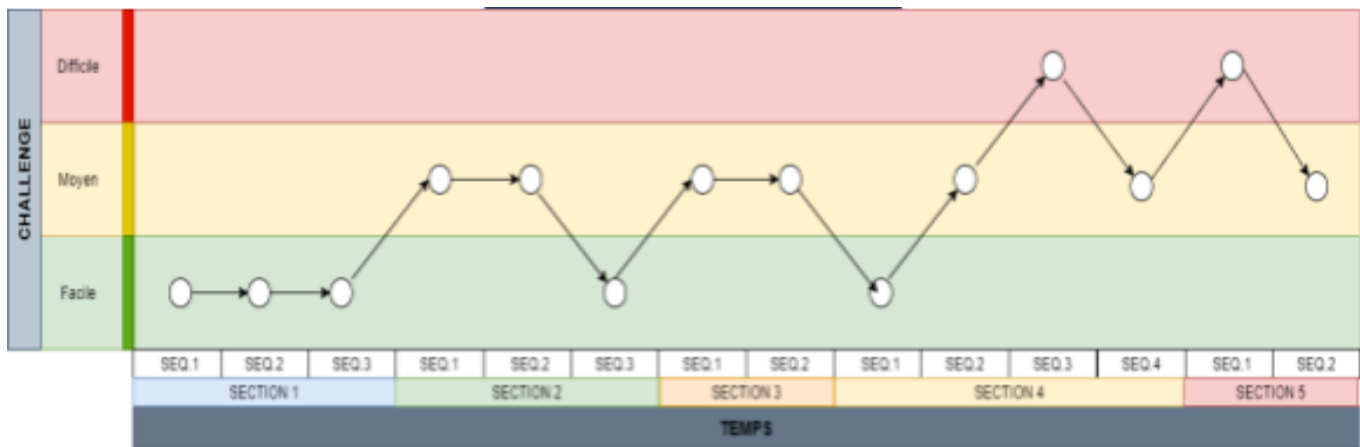 CHALLENGE
Difficile
Moyen
Facile
SEQ.1 SEQ.2 SEQ.3 SEQ.1 SEQ.2 SEQ.3 SEQ.1 SEQ.2 SEQ.1 SEQ.2 SEQ.3 SEQ.4 SEQ.1 SEQ.2
SECTION 1 SECTION 2 SECTION 3 SECTION 4 SECTION 5
TEMPS